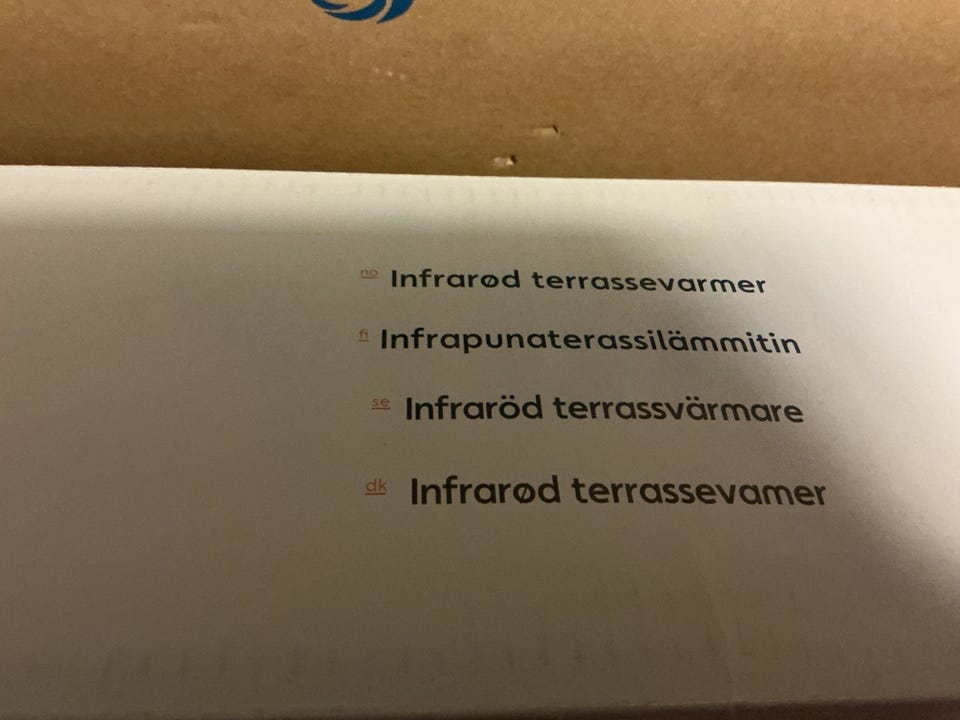 no Infrarød terrassevarmer
fi Infrapunaterassilämmitin
se Infraröd terrassvärmare
dk Infrarød terrassevamer